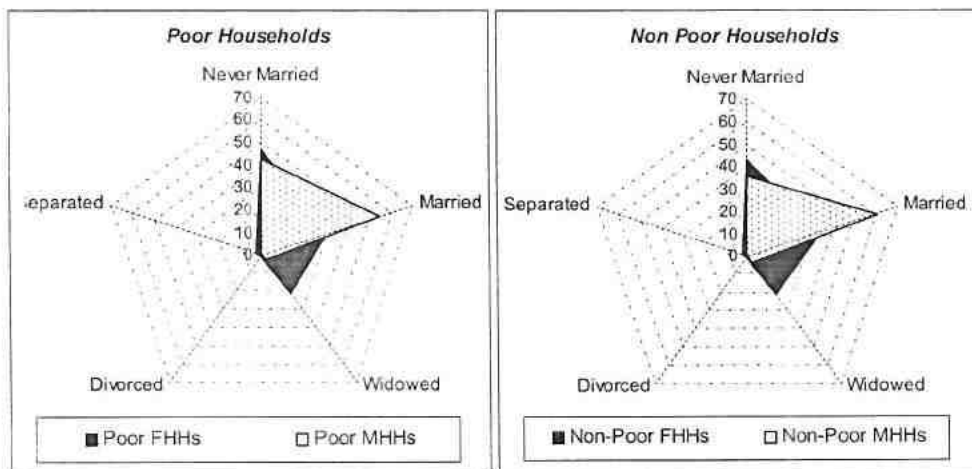 Poor Households
Never Married
70
60
50
40
30
20
10
0
eparated
Married
Divorced
Widowed
Poor FHHs
Poor MHHs
Non Poor Households
Never Married
70
60
50
40
30
20
10
0
Separated
Married
Divorced
Widowed
Non-Poor FHHs
Non-Poor MHHs